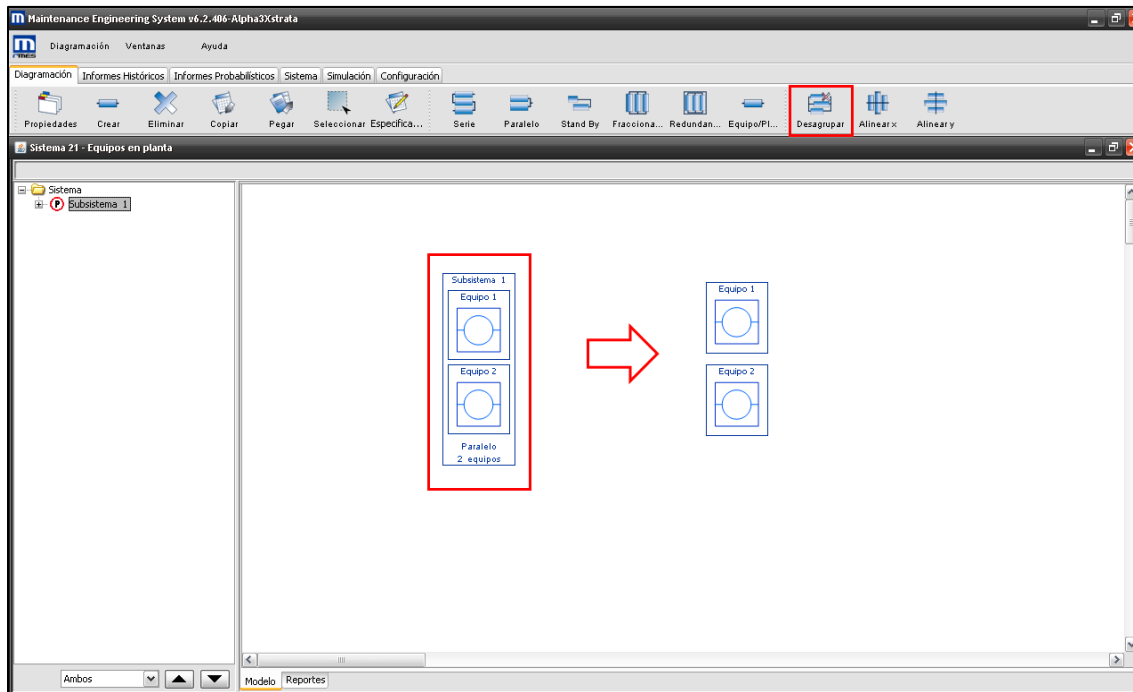 Maintenance Engineering System v6.2.406-Alpha3Xstrata
Diagramación Ventanas Ayuda
Diagramación Informes Históricos Informes Probabilísticos Sistema Simulación Configuración
Propiedades Crear Eliminar Copiar Pegar Seleccionar Especifica... Serie Paralelo Stand By Fracciona... Redundan... Equipo/Pl... Desagrupar Alinear x Alinear y
Sistema 21 - Equipos en planta
Sistema
P Subsistema 1
Subsistema 1
Equipo 1
Equipo 2
Paralelo
2 equipos
Equipo 1
Equipo 2
Ambos
Modelo Reportes